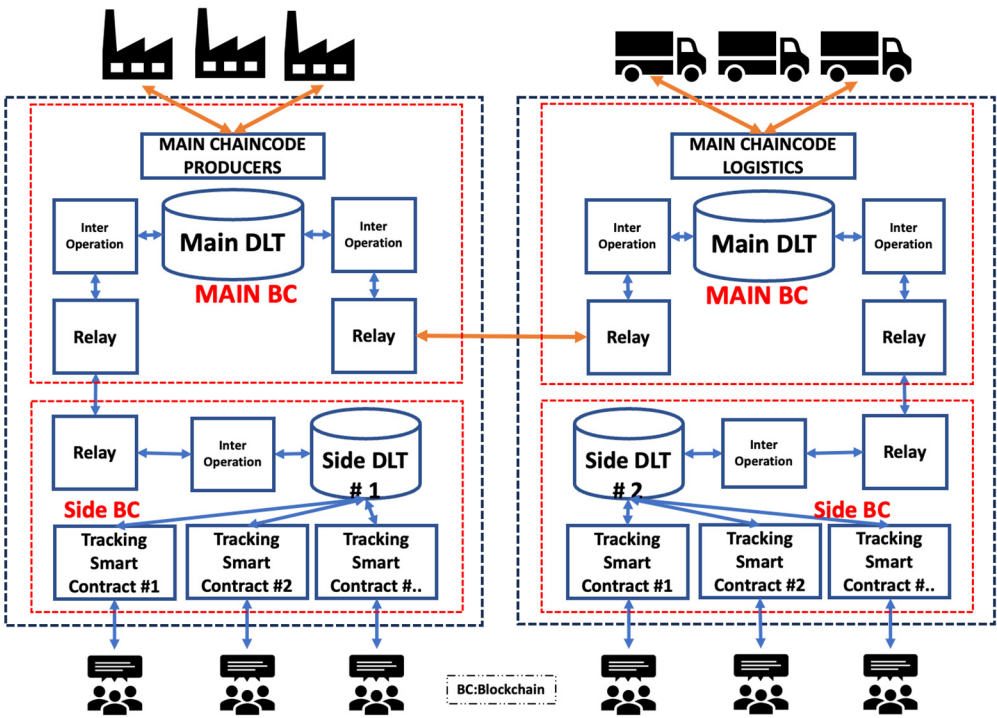 MAIN CHAINCODE
PRODUCERS
Inter
Operation
Main DLT
Inter
Operation
MAIN BC
Relay
Relay
Relay
Inter
Operation
Side DLT
# 1
Side BC
Tracking
Smart
Contract #1
Tracking
Smart
Contract #2
Tracking
Smart
Contract #..
MAIN CHAINCODE
LOGISTICS
Inter
Operation
Main DLT
Inter
Operation
MAIN BC
Relay
Relay
Side DLT
# 2
Inter
Operation
Relay
Side BC
Tracking
Smart
Contract #1
Tracking
Smart
Contract #2
Tracking
Smart
Contract #..
BC:Blockchain